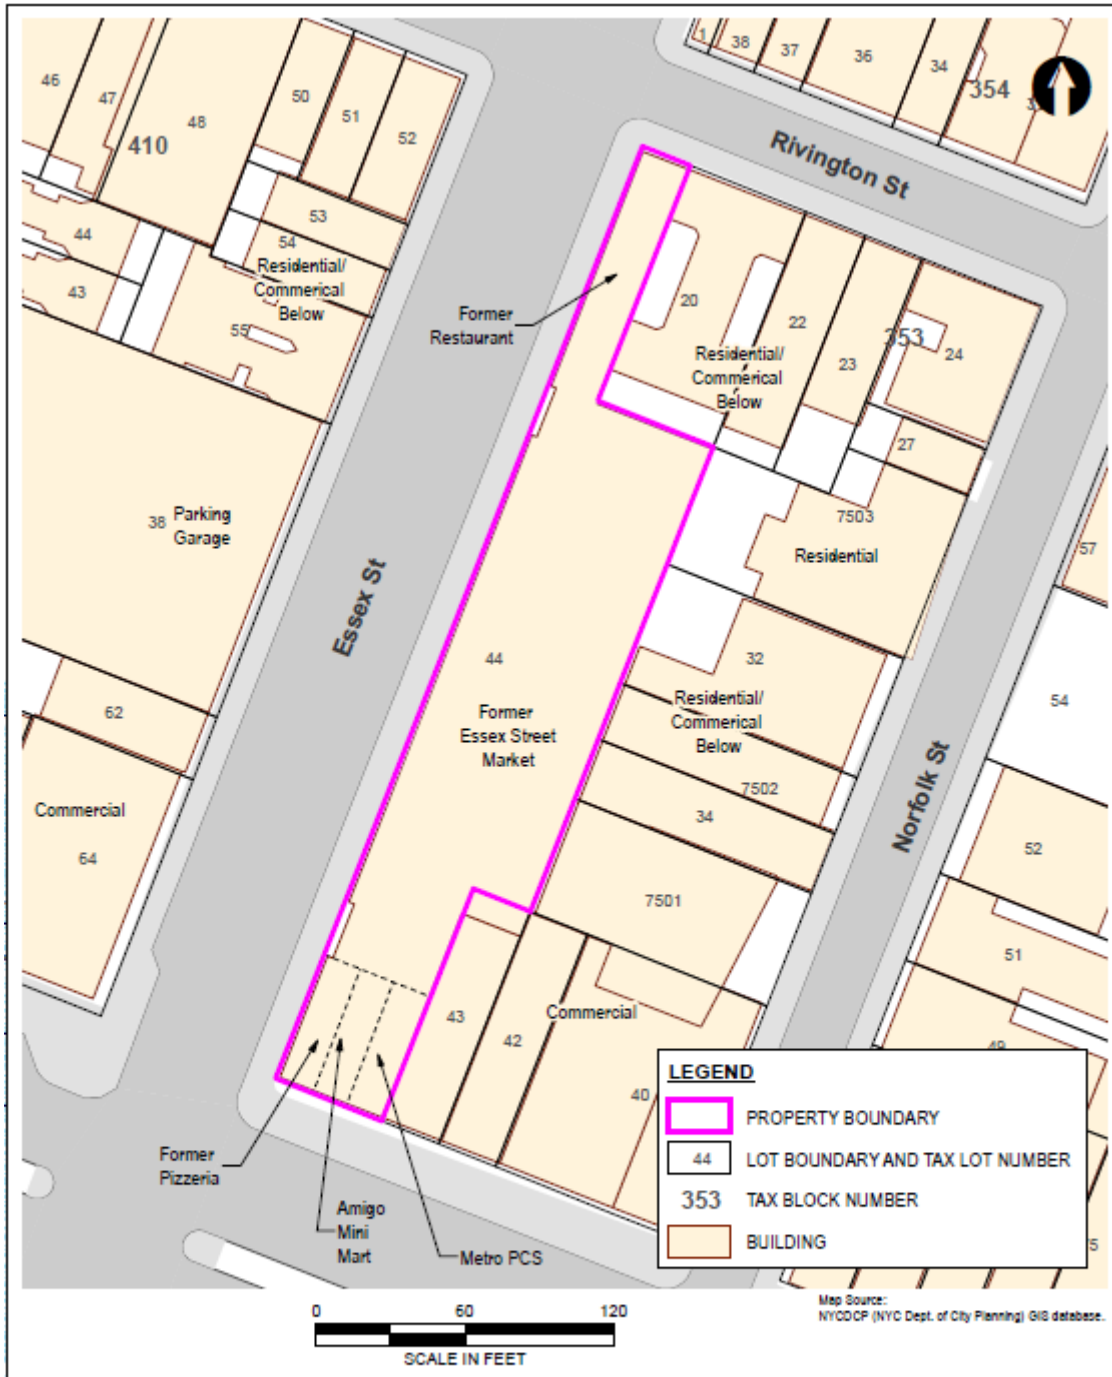 1
38
37
36
34
354
46
47
48
50
51
52
410
Rivington St
53
44
54
43
Residential/
Commerical
Below
55
Former
Restaurant
20
22
353
23
24
Residential/
Commerical
Below
27
7503
Residential
57
38
Parking
Garage
Essex St
44
Former
Essex Street
Market
32
Residential/
Commerical
Below
7502
34
54
62
Commercial
64
Norfolk St
52
7501
51
43
42
Commercial
49
40
75
Former
Pizzeria
Amigo
Mini
Mart
Metro PCS
LEGEND
PROPERTY BOUNDARY
44 LOT BOUNDARY AND TAX LOT NUMBER
353 TAX BLOCK NUMBER
BUILDING
0 60 120
SCALE IN FEET
Map Source:
NYCDCP (NYC Dept. of City Planning) GIS database.